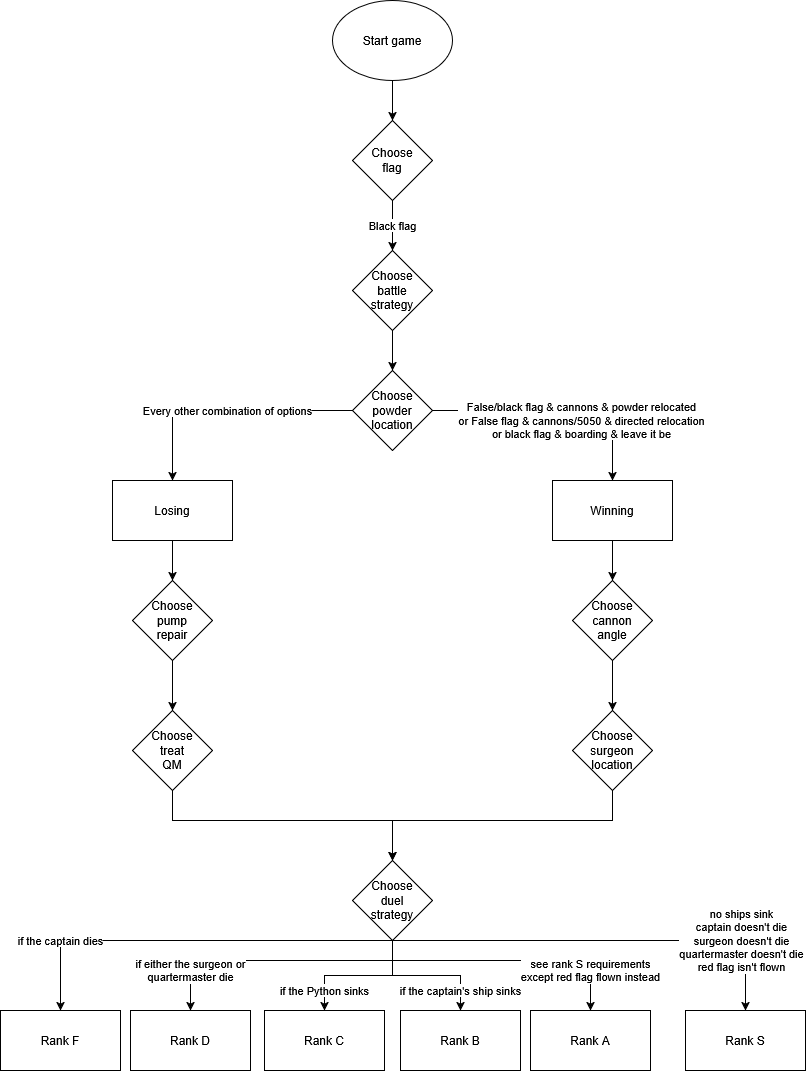 Start game
Choose
flag
Black flag
Choose
battle
strategy
Choose
powder
location
Every other combination of options
False/black flag & cannons & powder relocated
or False flag & cannons/5050 & directed relocation
or black flag & boarding & leave it be
Losing
Winning
Choose
pump
repair
Choose
cannon
angle
Choose
treat
QM
Choose
surgeon
location
Choose
duel
strategy
if the captain dies
if either the surgeon or
quartermaster die
if the Python sinks
if the captain's ship sinks
see rank S requirements
except red flag flown instead
no ships sink
captain doesn't die
surgeon doesn't die
quartermaster doesn't die
red flag isn't flown
Rank F
Rank D
Rank C
Rank B
Rank A
Rank S